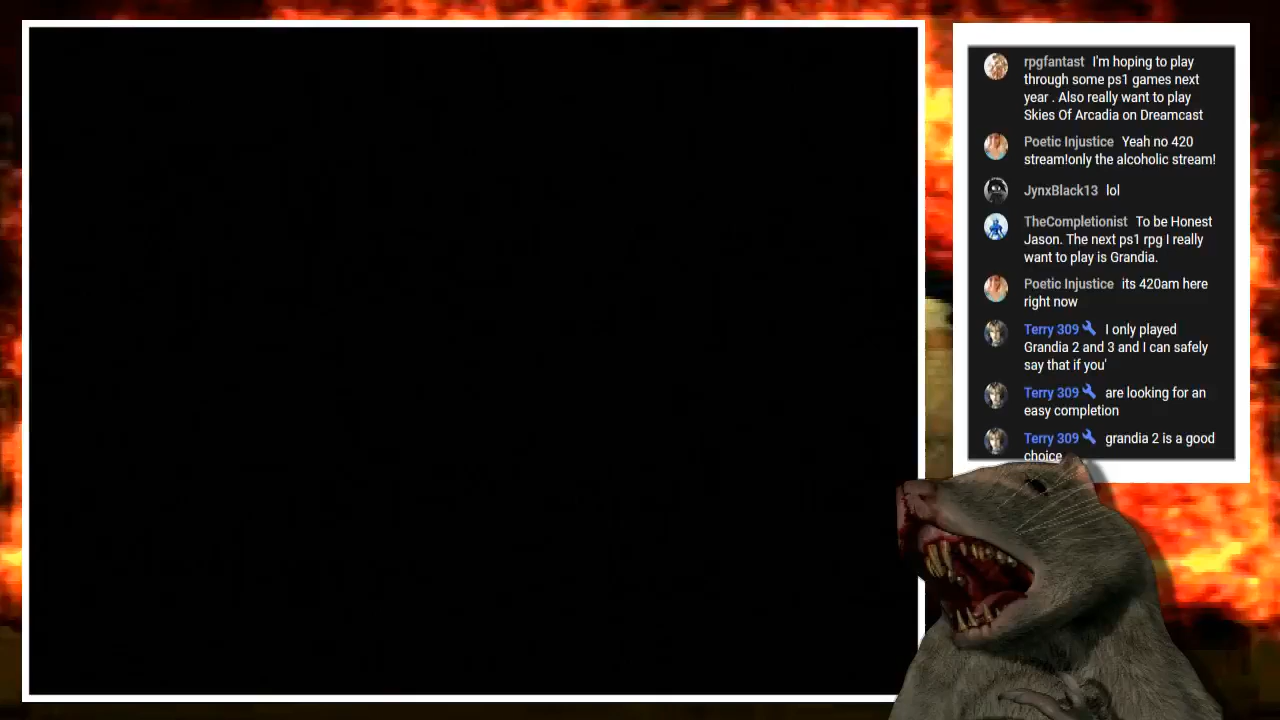 rpgfantast I'm hoping to play
through some ps1 games next
year . Also really want to play
Skies Of Arcadia on Dreamcast
Poetic Injustice Yeah no 420
stream!only the alcoholic stream!
JynxBlack13 lol
TheCompletionist To be Honest
Jason. The next ps1 rpg I really
want to play is Grandia.
Poetic Injustice its 420am here
right now
Terry 309 I only played
Grandia 2 and 3 and I can safely
say that if you'
Terry 309 are looking for an
easy completion
Terry 309 grandia 2 is a good
choice